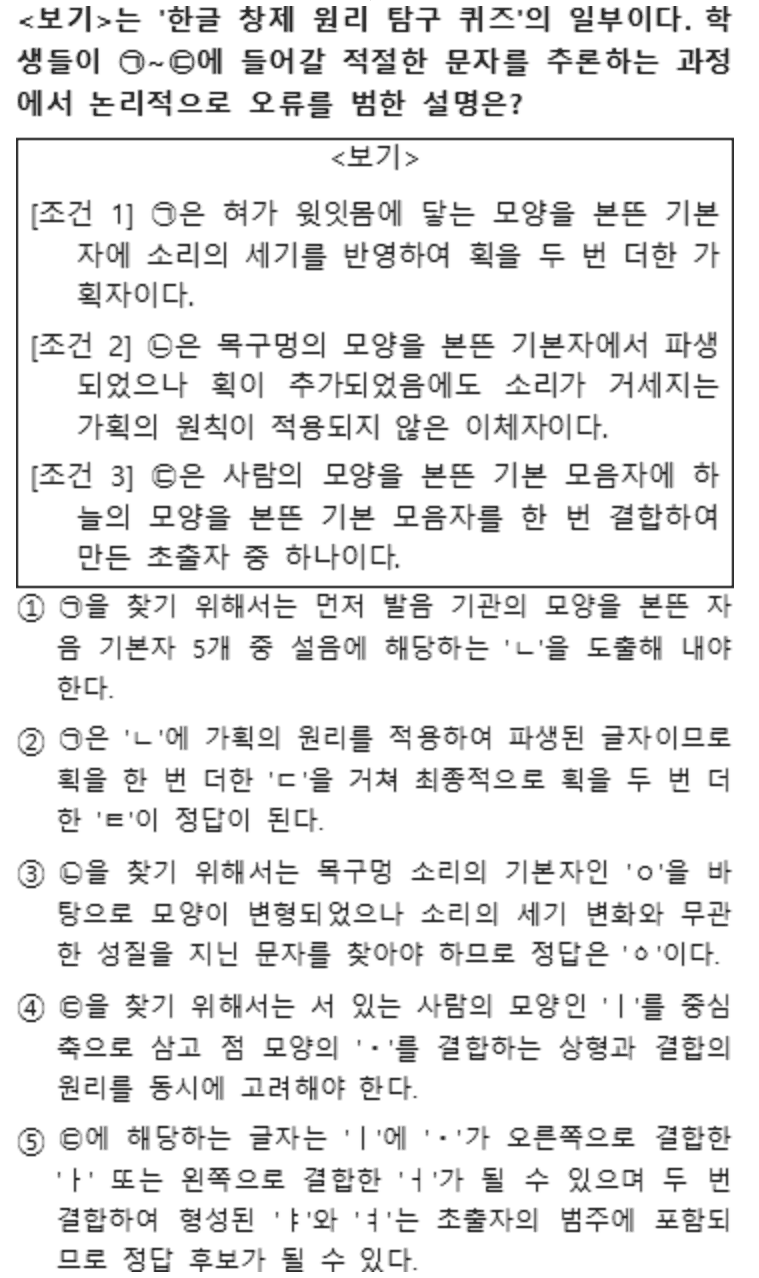 <보기>는 '한글 창제 원리 탐구 퀴즈'의 일부이다. 학
생들이 ㉠~㉢에 들어갈 적절한 문자를 추론하는 과정
에서 논리적으로 오류를 범한 설명은?
<보기>
[조건 1] ㉠은 혀가 윗잇몸에 닿는 모양을 본뜬 기본
자에 소리의 세기를 반영하여 획을 두 번 더한 가
획자이다.
[조건 2] ㉡은 목구멍의 모양을 본뜬 기본자에서 파생
되었으나 획이 추가되었음에도 소리가 거세지는
가획의 원칙이 적용되지 않은 이체자이다.
[조건 3] ㉢은 사람의 모양을 본뜬 기본 모음자에 하
늘의 모양을 본뜬 기본 모음자를 한 번 결합하여
만든 초출자 중 하나이다.
① ㉠을 찾기 위해서는 먼저 발음 기관의 모양을 본뜬 자
음 기본자 5개 중 설음에 해당하는 'ㄴ'을 도출해 내야
한다.
② ㉠은 'ㄴ'에 가획의 원리를 적용하여 파생된 글자이므로
획을 한 번 더한 'ㄷ'을 거쳐 최종적으로 획을 두 번 더
한 'ㅌ'이 정답이 된다.
③ ㉡을 찾기 위해서는 목구멍 소리의 기본자인 'ㅇ'을 바
탕으로 모양이 변형되었으나 소리의 세기 변화와 무관
한 성질을 지닌 문자를 찾아야 하므로 정답은 'ㆁ'이다.
④ ㉢을 찾기 위해서는 서 있는 사람의 모양인 'ㅣ'를 중심
축으로 삼고 점 모양의 'ㆍ'를 결합하는 상형과 결합의
원리를 동시에 고려해야 한다.
⑤ ㉢에 해당하는 글자는 'ㅣ'에 'ㆍ'가 오른쪽으로 결합한
'ㅏ' 또는 왼쪽으로 결합한 'ㅓ'가 될 수 있으며 두 번
결합하여 형성된 'ㅑ'와 'ㅕ'는 초출자의 범주에 포함되
므로 정답 후보가 될 수 있다.